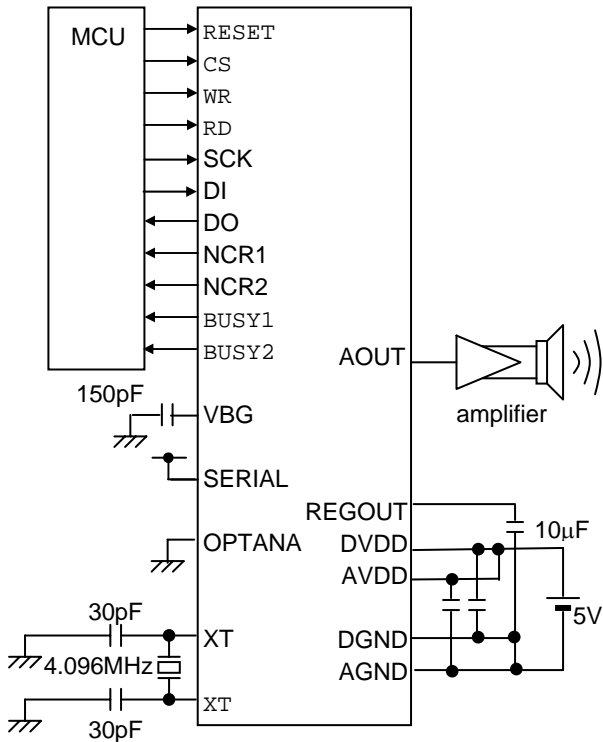 MCU
RESET
CS
WR
RD
SCK
DI
DO
NCR1
NCR2
BUSY1
BUSY2
AOUT
amplifier
150pF
VBG
SERIAL
REGOUT
10µF
OPTANA
DVDD
AVDD
5V
30pF
XT
DGND
4.096MHz
AGND
XT
30pF